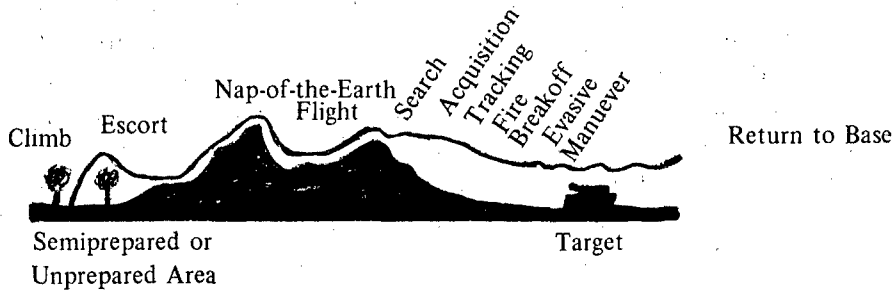 Climb
Escort
Nap-of-the-Earth
Flight
Search
Acquisition
Tracking
Fire
Breakoff
Evasive
Manuever
Return to Base
Semiprepared or
Unprepared Area
Target